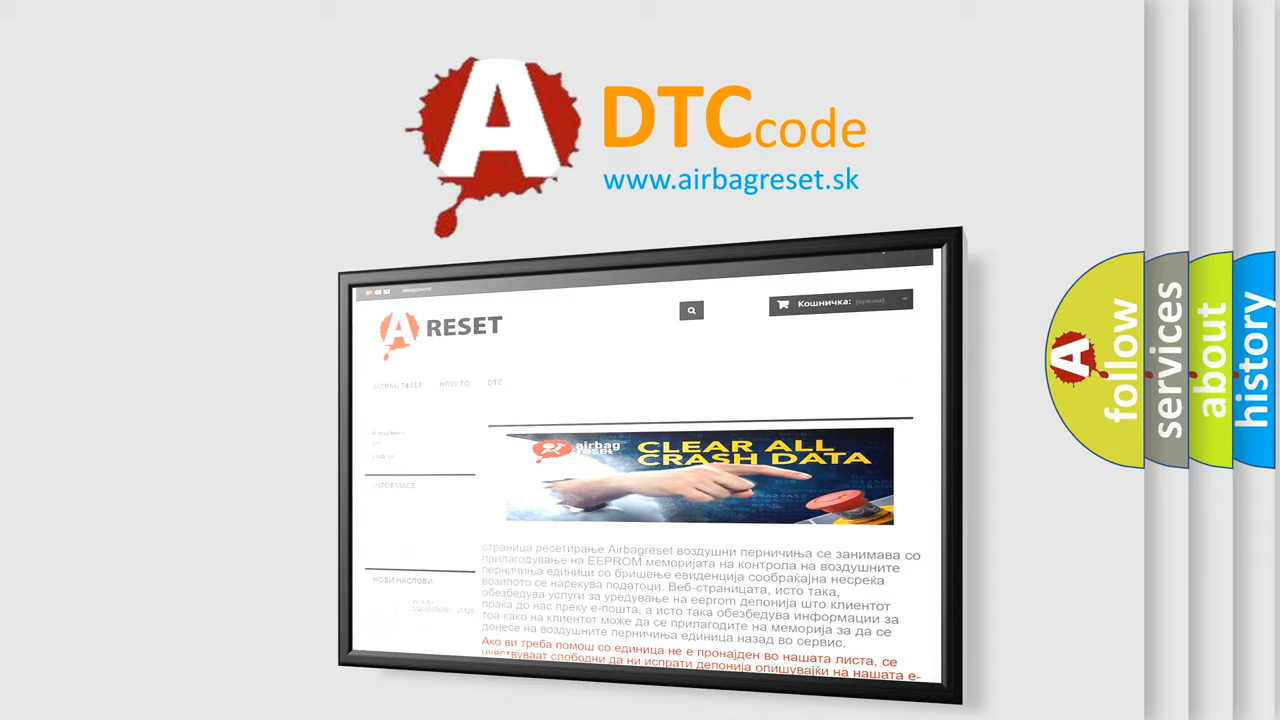 A
DTC code
www.airbagreset.sk
Кошничка: (празни)
A RESET
AIRBAG RESET HOW TO DTC
DTC
INFORMACE
airbag
reset
CLEAR ALL
CRASH DATA
страница ресетирање Airbagreset воздушни перничиња се занимава со
прилагодување на EEPROM меморијата на контрола на воздушните
перничиња единици со бришење евиденција сообраќајна несреќа
возилото се нарекува податоци. Веб-страницата, исто така,
обезбедува услуги за уредување на eeprom депонија што клиентот
праќа до нас преку е-пошта, а исто така обезбедува информации за
тоа како на клиентот може да се прилагодите на меморија за да се
донесе на воздушните перничиња единица назад во сервис.
Ако ви треба помош со единица не е пронајден во нашата листа, се
чувствуваат слободни да ни испрати депонија опишувајќи на нашата е-
НОВИ НАСЛОВИ
A
follow
services
about
history